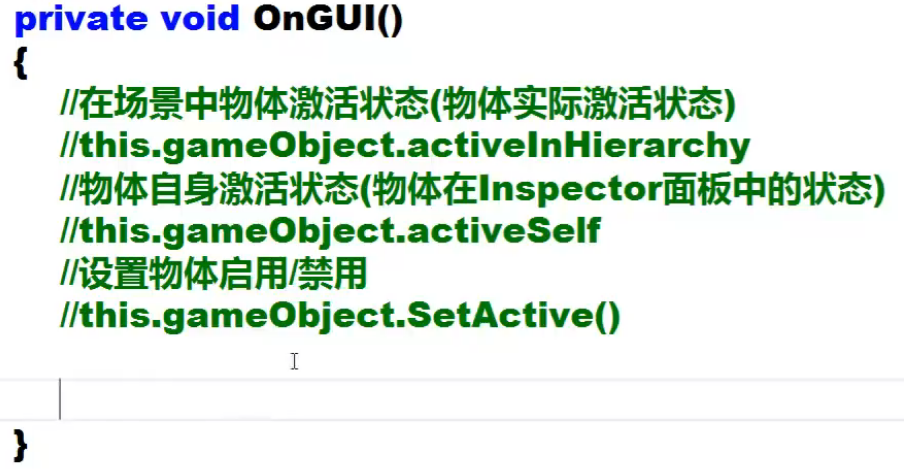 private void OnGUI()
{
//在场景中物体激活状态(物体实际激活状态)
//this.gameObject.activeInHierarchy
//物体自身激活状态(物体在Inspector面板中的状态)
//this.gameObject.activeSelf
//设置物体启用/禁用
//this.gameObject.SetActive()
}